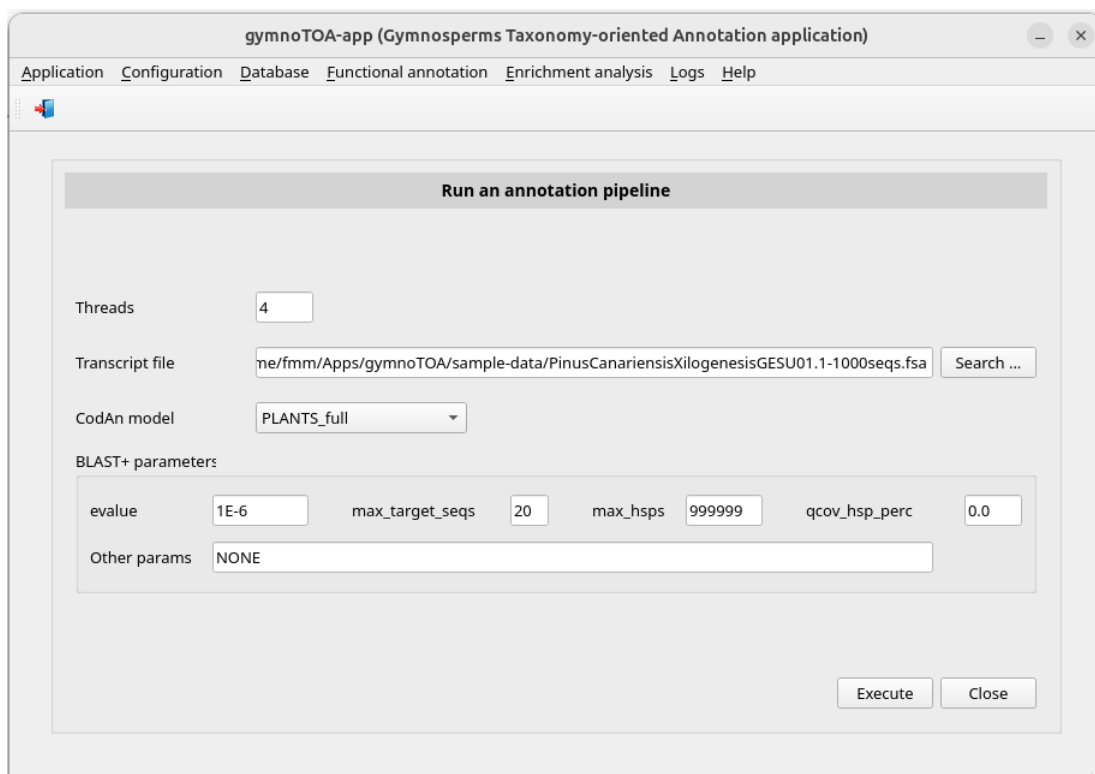 gymnoTOA-app (Gymnosperms Taxonomy-oriented Annotation application)
Application Configuration Database Functional annotation Enrichment analysis Logs Help
Run an annotation pipeline
Threads 4
Transcript file me/fmm/Apps/gymnoTOA/sample-data/PinusCanariensisXilogenesisGESU01.1-1000seqs.fsa Search ...
CodAn model PLANTS_full
BLAST+ parameters
evalue 1E-6 max_target_seqs 20 max_hsps 999999 qcov_hsp_perc 0.0
Other params NONE
Execute Close